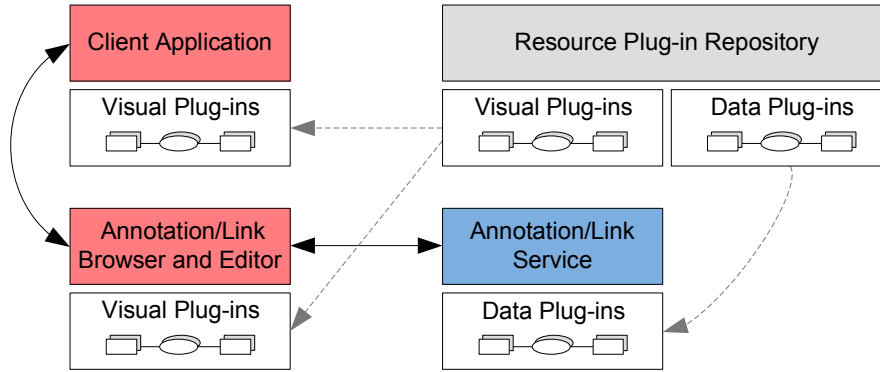 Client Application
Resource Plug-in Repository
Visual Plug-ins
Visual Plug-ins
Data Plug-ins
Annotation/Link
Browser and Editor
Annotation/Link
Service
Visual Plug-ins
Data Plug-ins